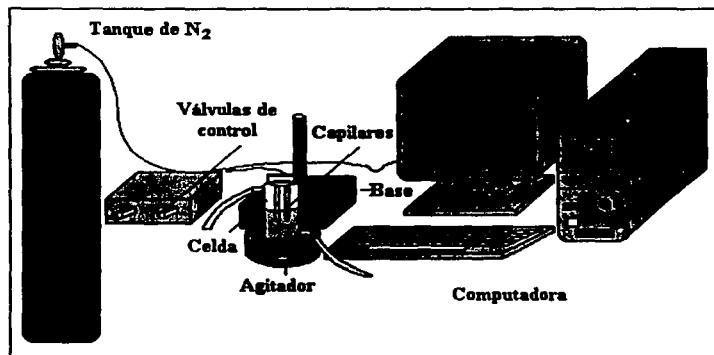 Tanque de N2
Válvulas de
control
Capilares
Base
Celda
Agitador
Computadora